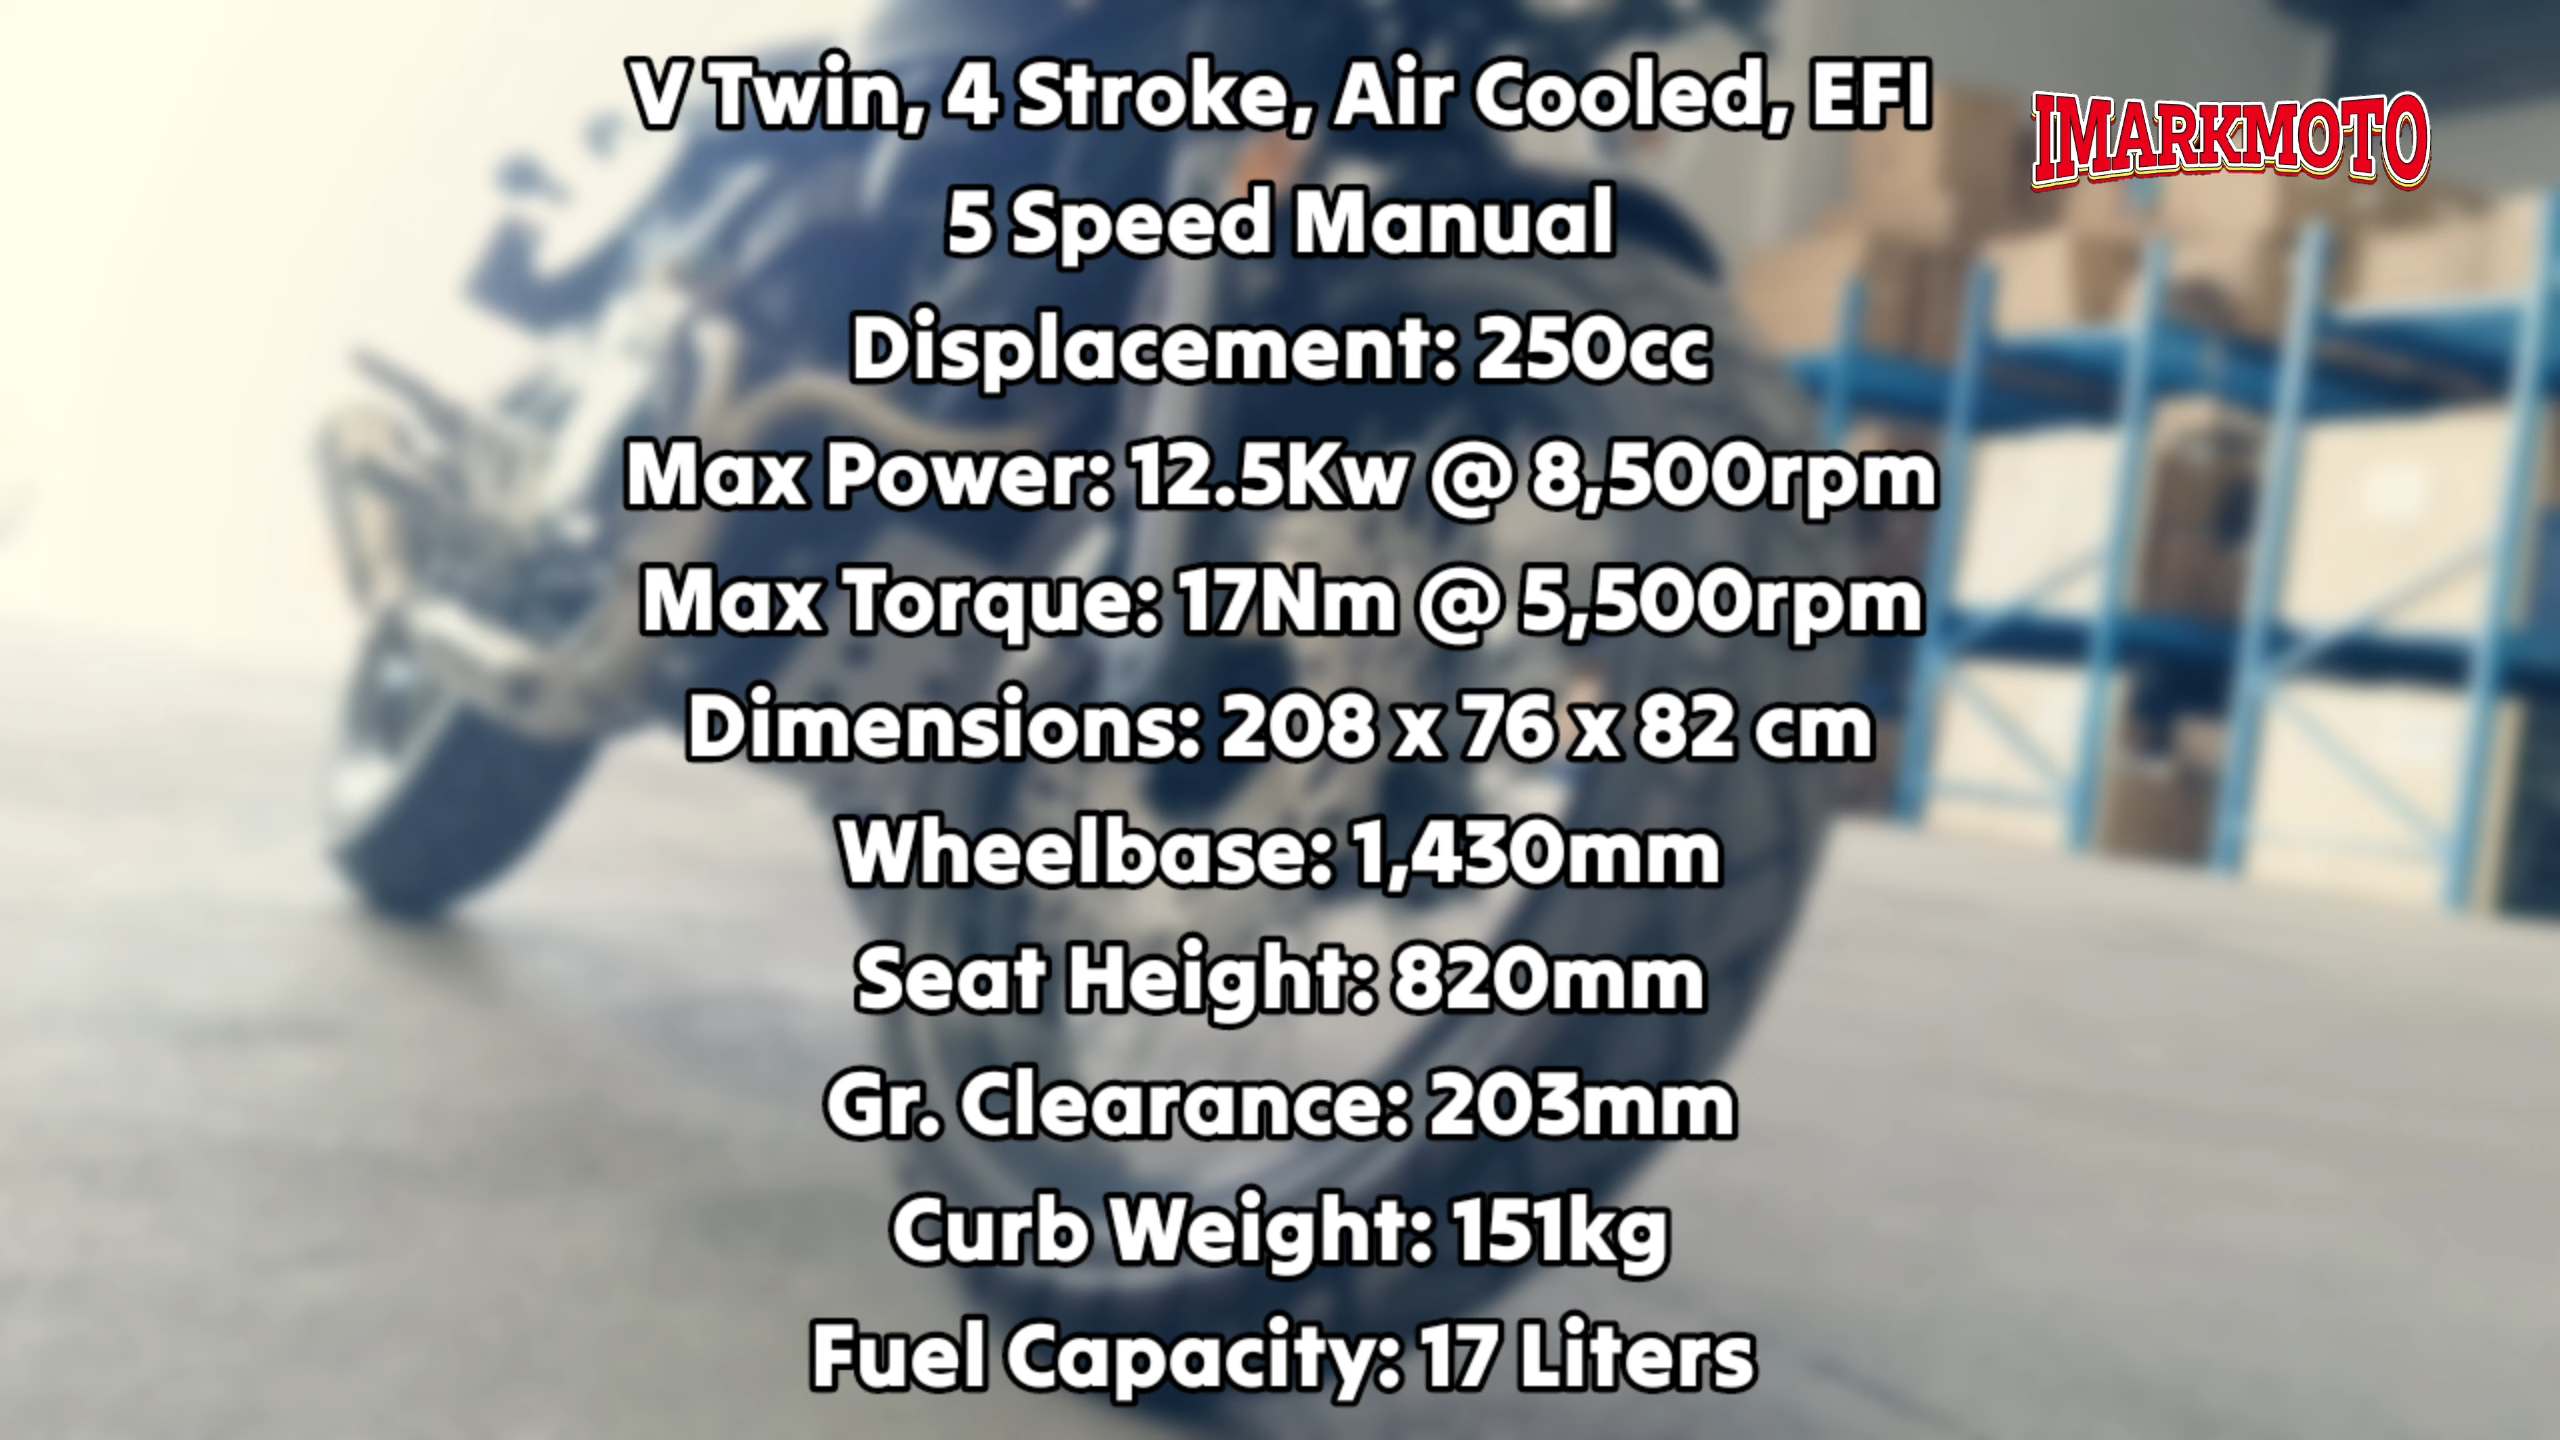 V Twin, 4 Stroke, Air Cooled, EFI
IMARKMOTO
5 Speed Manual
Displacement: 250cc
Max Power: 12.5Kw @ 8,500rpm
Max Torque: 17Nm @ 5,500rpm
Dimensions: 208 x 76 x 82 cm
Wheelbase: 1,430mm
Seat Height: 820mm
Gr. Clearance: 203mm
Curb Weight: 151kg
Fuel Capacity: 17 Liters